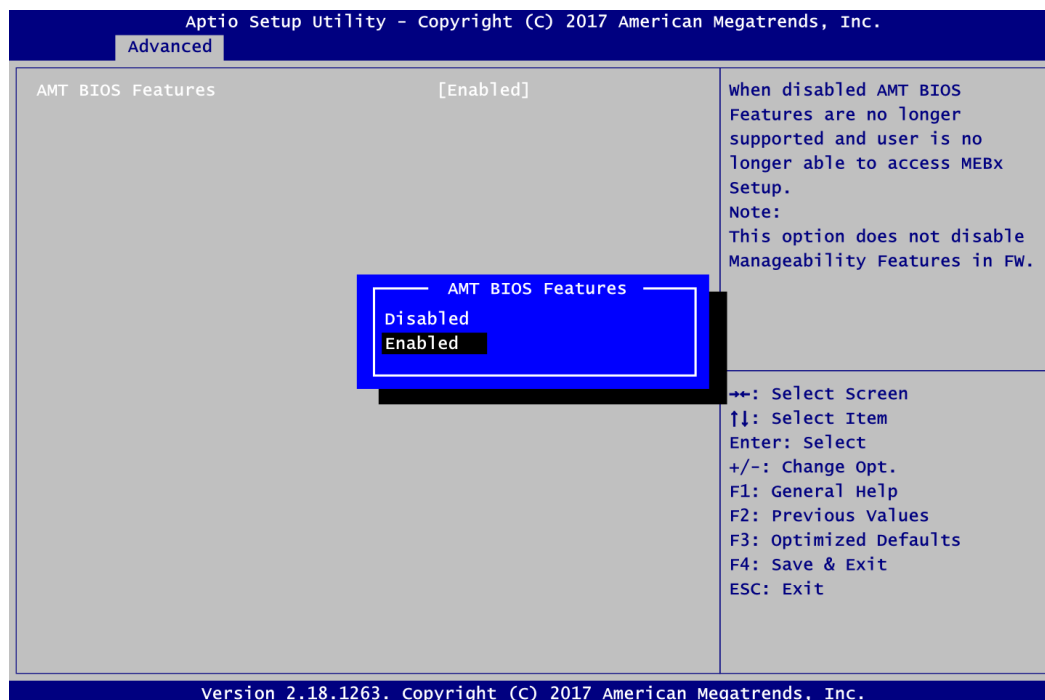 Aptio Setup Utility - Copyright (C) 2017 American Megatrends, Inc.
Advanced
AMT BIOS Features [Enabled]
When disabled AMT BIOS
Features are no longer
supported and user is no
longer able to access MEBx
Setup.
Note:
This option does not disable
Manageability Features in FW.
AMT BIOS Features
Disabled
Enabled
→←: Select Screen
↑↓: Select Item
Enter: Select
+/-: Change Opt.
F1: General Help
F2: Previous Values
F3: Optimized Defaults
F4: Save & Exit
ESC: Exit
Version 2.18.1263. Copyright (C) 2017 American Megatrends, Inc.